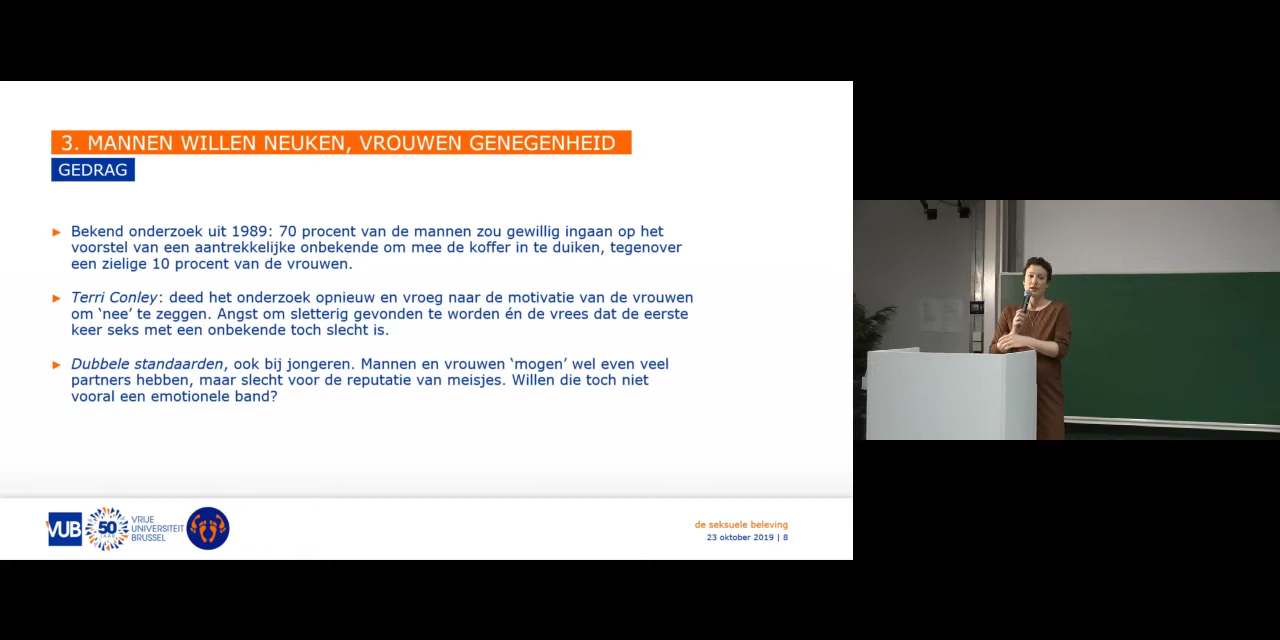 3. MANNEN WILLEN NEUKEN, VROUWEN GENEGENHEID
GEDRAG
► Bekend onderzoek uit 1989: 70 procent van de mannen zou gewillig ingaan op het
voorstel van een aantrekkelijke onbekende om mee de koffer in te duiken, tegenover
een zielige 10 procent van de vrouwen.
► Terri Conley: deed het onderzoek opnieuw en vroeg naar de motivatie van de vrouwen
om ‘nee’ te zeggen. Angst om sletterig gevonden te worden én de vrees dat de eerste
keer seks met een onbekende toch slecht is.
► Dubbele standaarden, ook bij jongeren. Mannen en vrouwen ‘mogen’ wel even veel
partners hebben, maar slecht voor de reputatie van meisjes. Willen die toch niet
vooral een emotionele band?
VUB
50
JAAR
VRIJE
UNIVERSITEIT
BRUSSEL
de seksuele beleving
23 oktober 2019 | 8